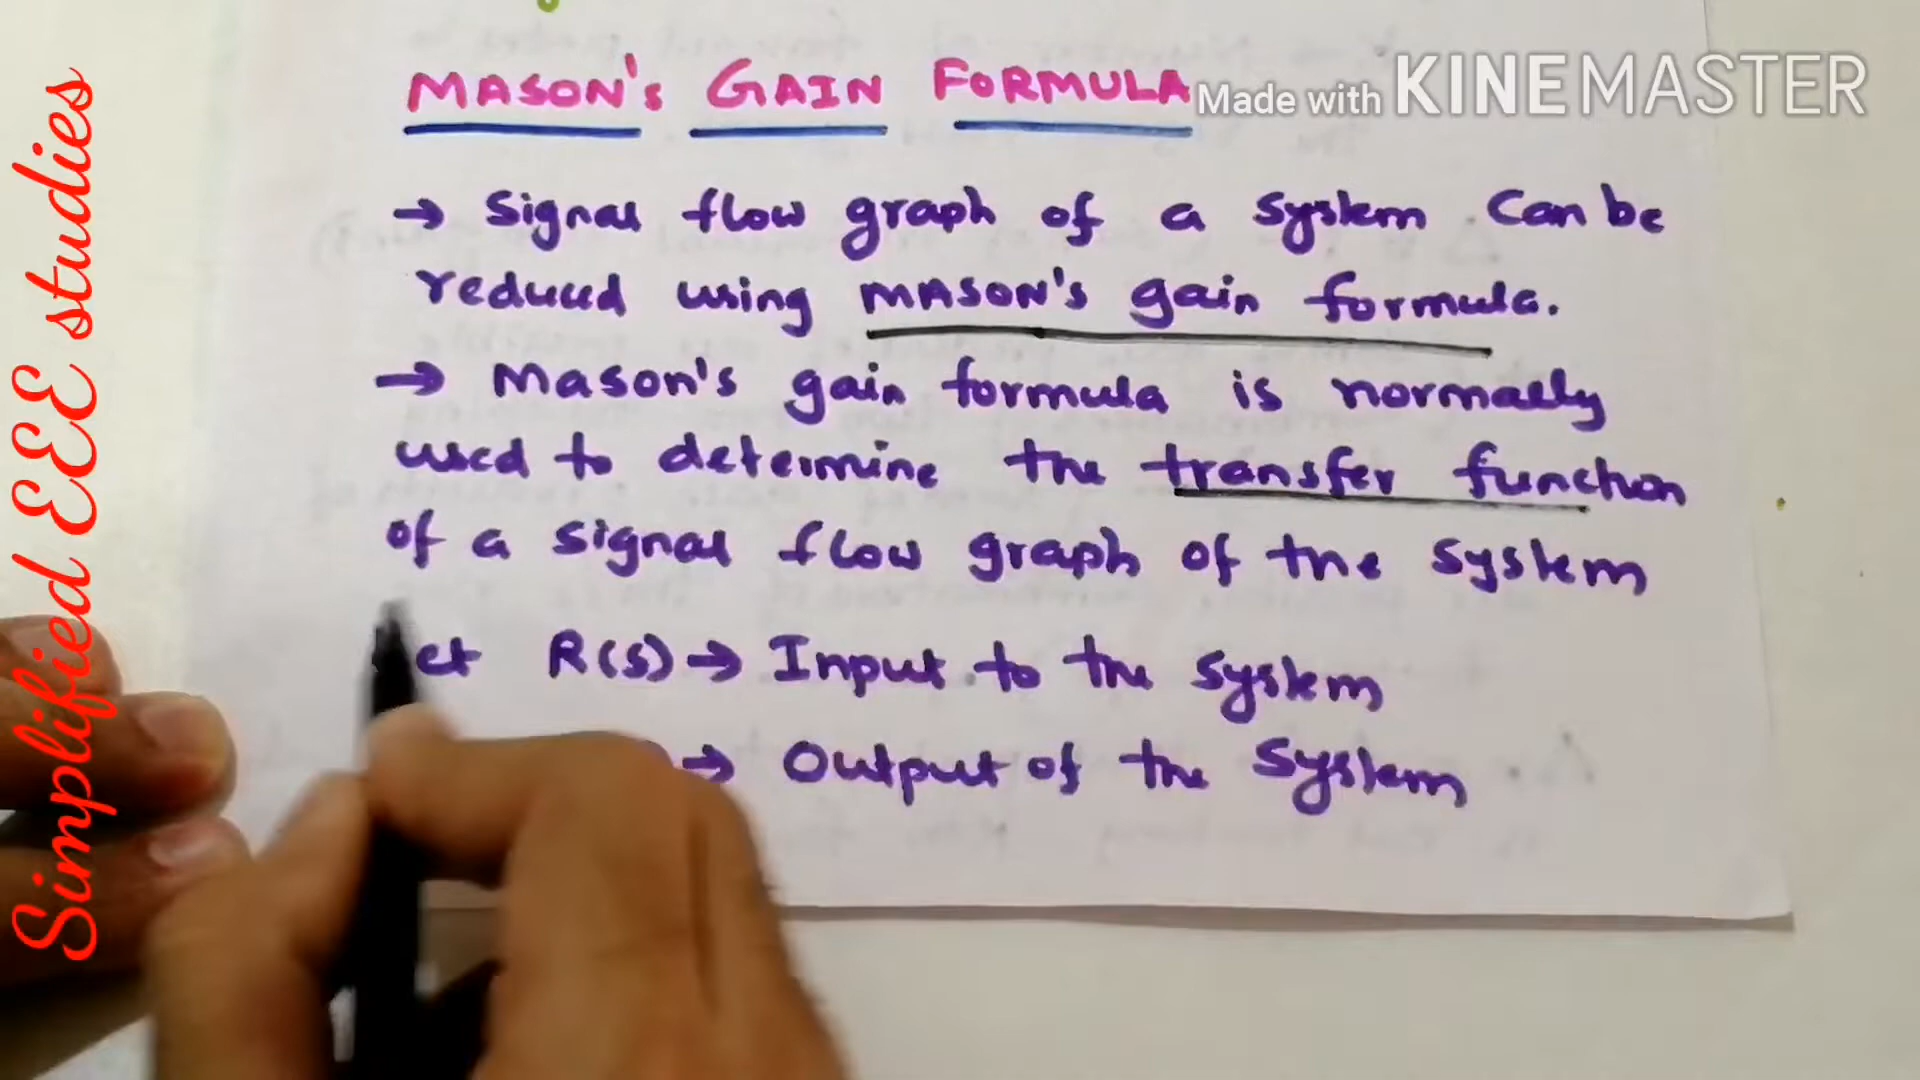 MASON's GAIN FORMULA
Made with KINEMASTER
→ Signal flow graph of a system can be
reduced using MASON's gain formula.
→ Mason's gain formula is normally
used to determine the transfer function
of a signal flow graph of the system
R(s) → Input to the system
→ Output of the system
Simplified EEE studies